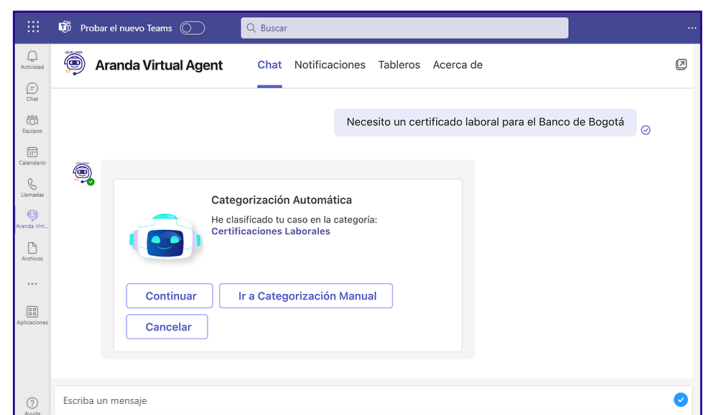 Probar el nuevo Teams
Buscar
Actividad
Chat
Equipos
Calendario
Llamadas
Aranda Virt...
Archivos
Aplicaciones
Ayuda
Aranda Virtual Agent
Chat Notificaciones Tableros Acerca de
Necesito un certificado laboral para el Banco de Bogotá
Categorización Automática
He clasificado tu caso en la categoría:
Certificaciones Laborales
Continuar
Ir a Categorización Manual
Cancelar
Escriba un mensaje